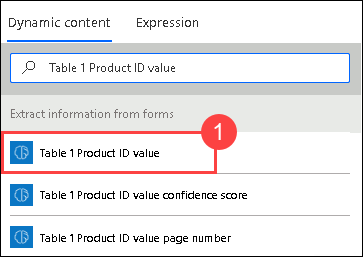 Dynamic content Expression
Table 1 Product ID value
Extract information from forms
1
Table 1 Product ID value
Table 1 Product ID value confidence score
Table 1 Product ID value page number